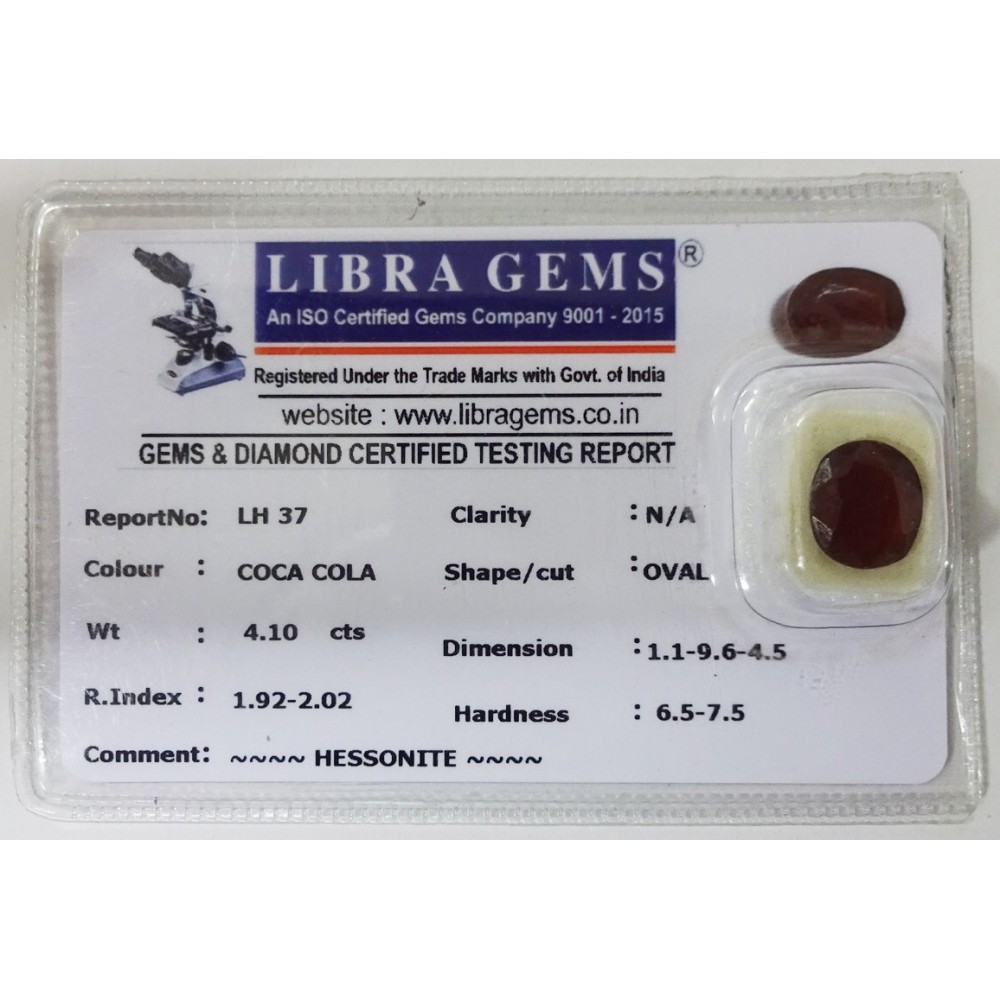 LIBRA GEMS ®
An ISO Certified Gems Company 9001 - 2015
Registered Under the Trade Marks with Govt. of India
website : www.libragems.co.in
GEMS & DIAMOND CERTIFIED TESTING REPORT
ReportNo: LH 37 Clarity : N/A
Colour : COCA COLA Shape/cut : OVAL
Wt : 4.10 cts Dimension : 1.1-9.6-4.5
R.Index : 1.92-2.02 Hardness : 6.5-7.5
Comment: ~~~~ HESSONITE ~~~~